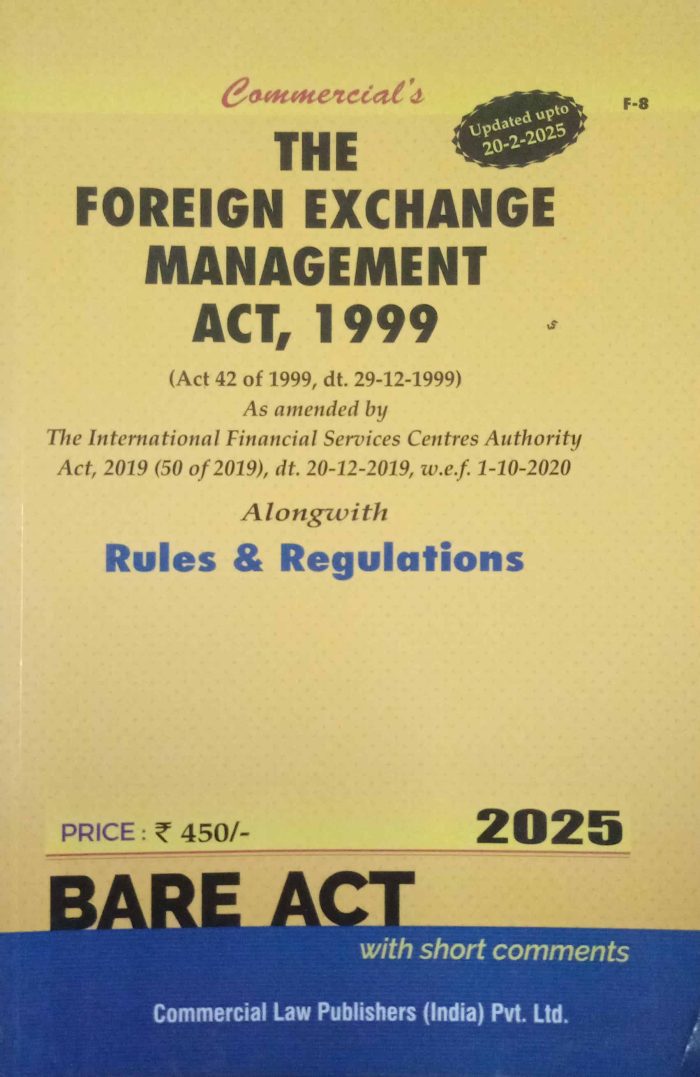 Commercial's
Updated upto
20-2-2025
F-8
THE
FOREIGN EXCHANGE
MANAGEMENT
ACT, 1999
(Act 42 of 1999, dt. 29-12-1999)
As amended by
The International Financial Services Centres Authority
Act, 2019 (50 of 2019), dt. 20-12-2019, w.e.f. 1-10-2020
Alongwith
Rules & Regulations
PRICE : ₹ 450/-
2025
BARE ACT
with short comments
Commercial Law Publishers (India) Pvt. Ltd.